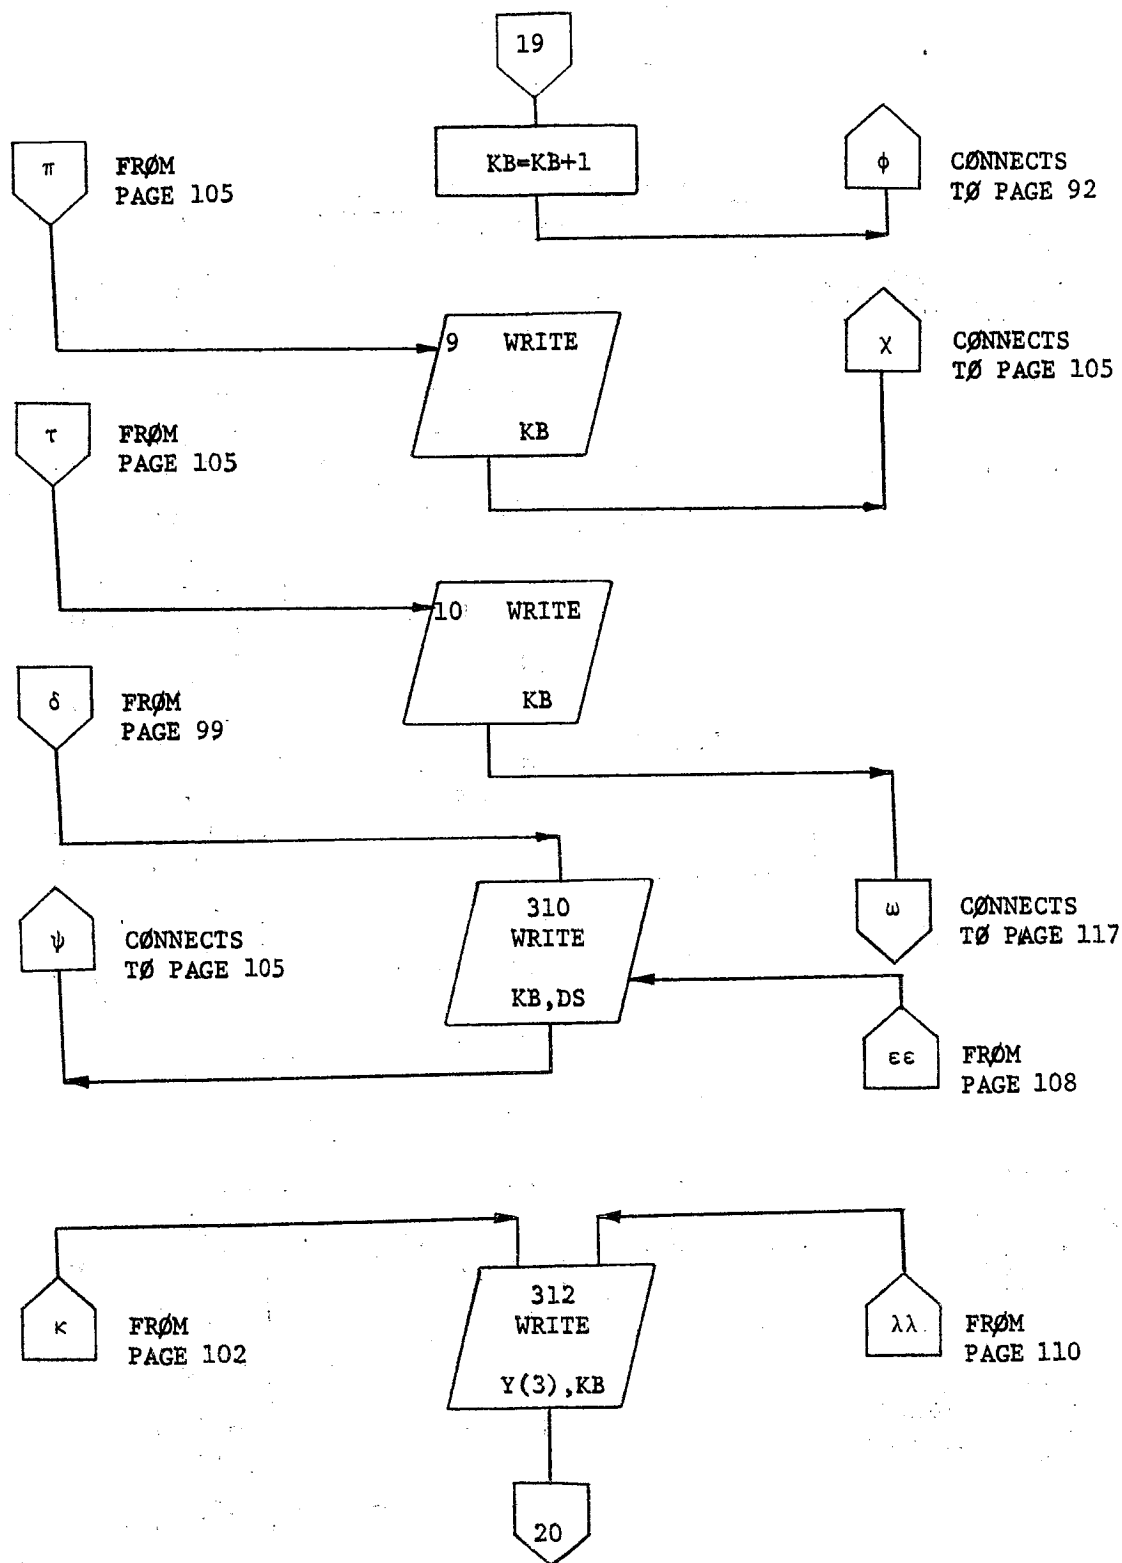 19
KB=KB+1
π
FRØM
PAGE 105
ϕ
CØNNECTS
TØ PAGE 92
9 WRITE
KB
χ
CØNNECTS
TØ PAGE 105
τ
FRØM
PAGE 105
10 WRITE
KB
δ
FRØM
PAGE 99
310
WRITE
KB,DS
ω
CØNNECTS
TØ PAGE 117
ψ
CØNNECTS
TØ PAGE 105
εε
FRØM
PAGE 108
κ
FRØM
PAGE 102
312
WRITE
Y(3),KB
λλ
FRØM
PAGE 110
20